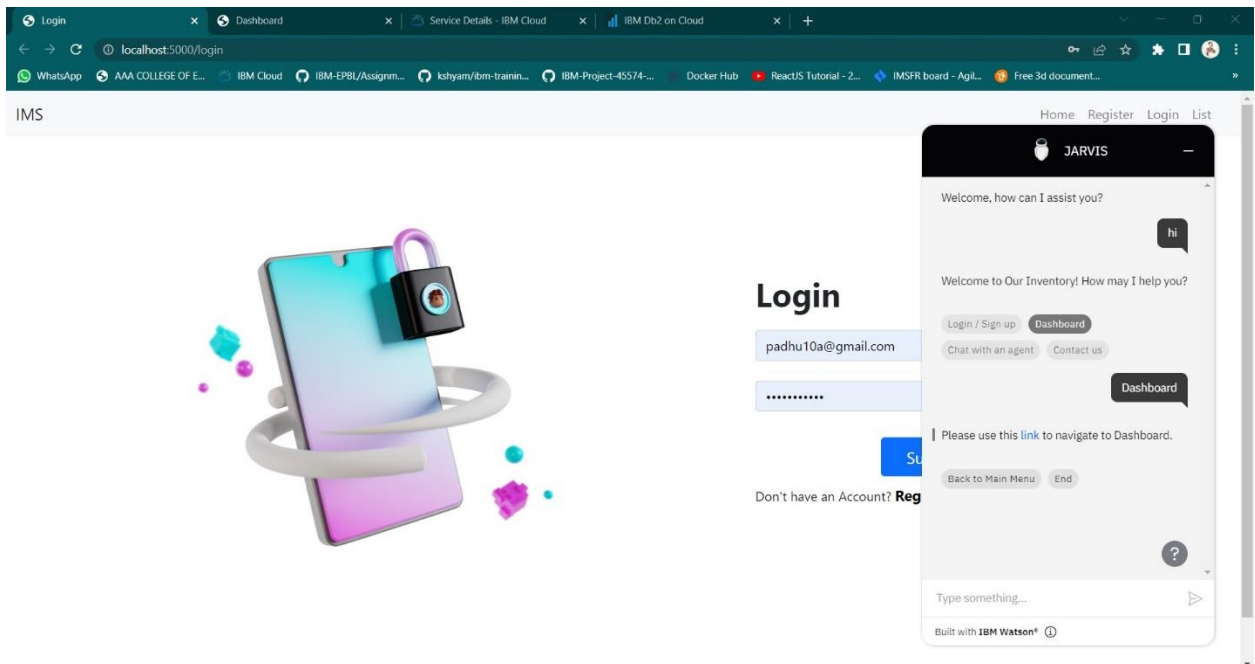 Login
Dashboard
Service Details - IBM Cloud
IBM Db2 on Cloud
localhost:5000/login
WhatsApp
AAA COLLEGE OF E...
IBM Cloud
IBM-EPBL/Assignm...
kshyam/ibm-trainin...
IBM-Project-45574-...
Docker Hub
ReactJS Tutorial - 2...
IMSFR board - Agil...
Free 3d document...
»
IMS
Home Register Login List
Login
padhu10a@gmail.com
•••••••••••
Su
Don't have an Account? Reg
JARVIS
Welcome, how can I assist you?
hi
Welcome to Our Inventory! How may I help you?
Login / Sign up
Dashboard
Chat with an agent
Contact us
Dashboard
Please use this link to navigate to Dashboard.
Back to Main Menu
End
?
Type something...
Built with IBM Watson®